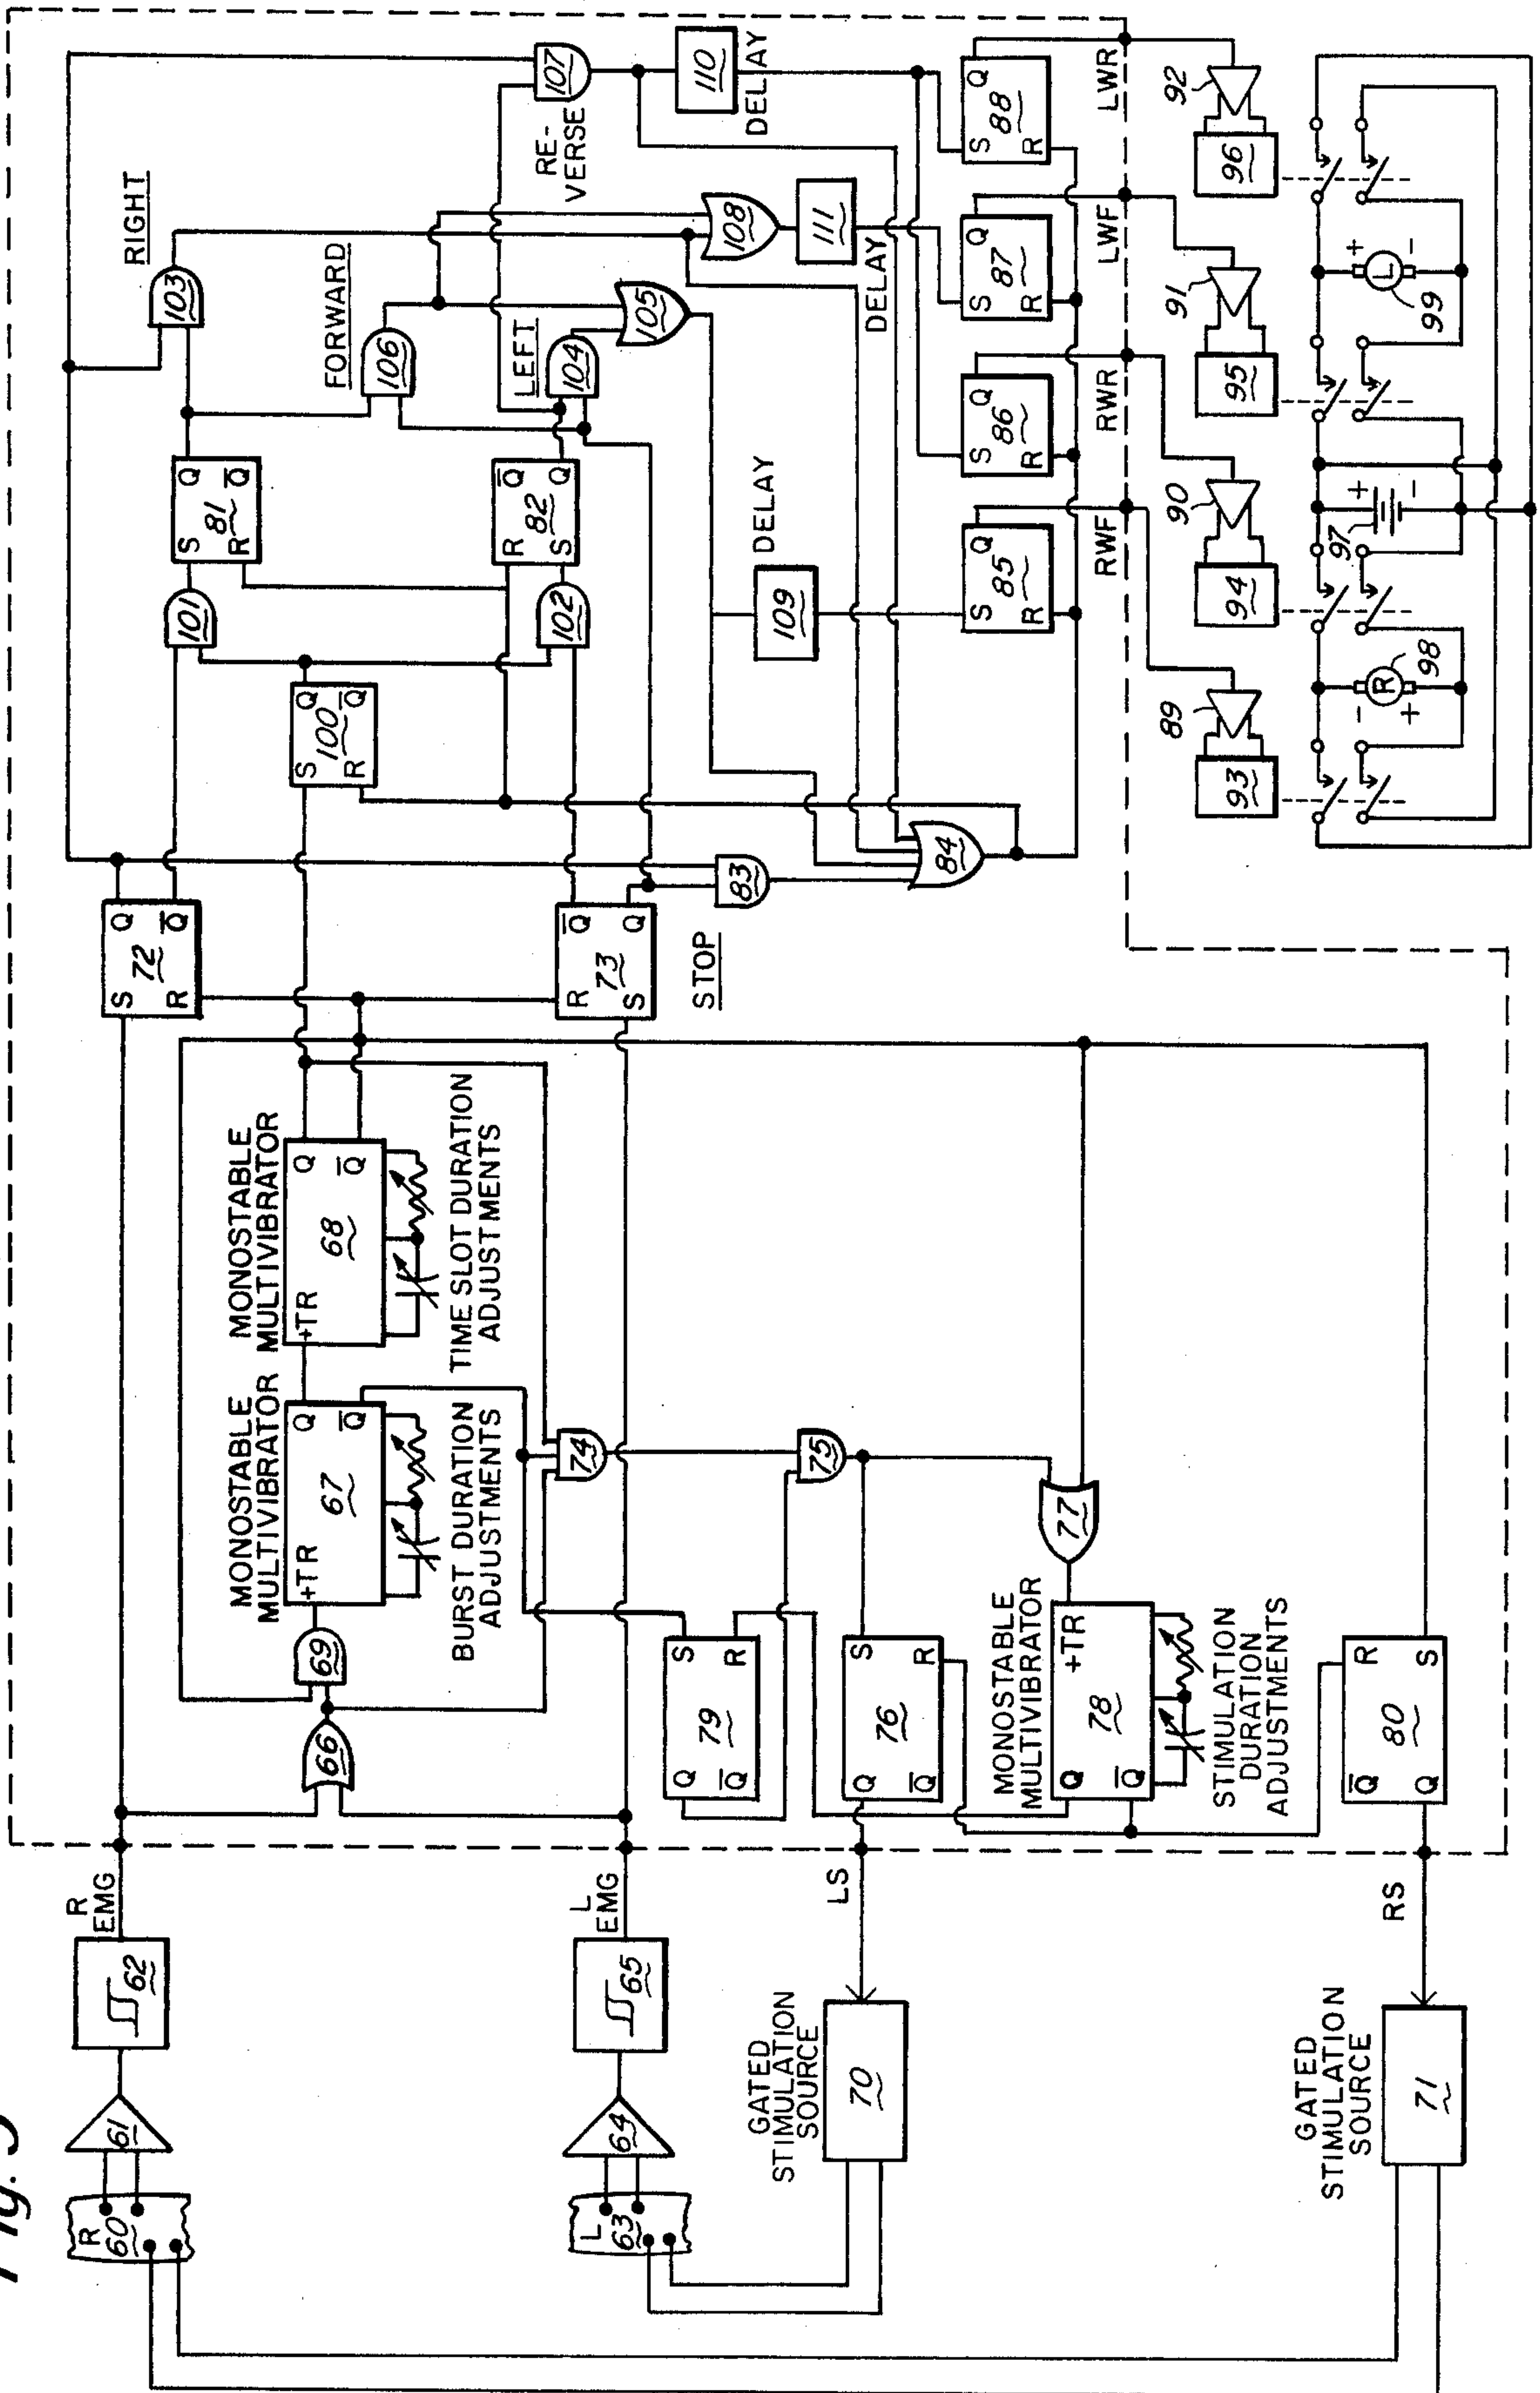 Fig. 5
R
60
61
62
R
EMG
L
63
64
65
L
EMG
GATED
STIMULATION
SOURCE
70
LS
GATED
STIMULATION
SOURCE
71
RS
66
69
MONOSTABLE
MULTIVIBRATOR
+TR
Q
67
Q̅
BURST DURATION
ADJUSTMENTS
MONOSTABLE
MULTIVIBRATOR
+TR
Q
68
Q̅
TIME SLOT DURATION
ADJUSTMENTS
74
75
Q
S
79
Q̅
R
Q
S
76
Q̅
R
77
MONOSTABLE
MULTIVIBRATOR
Q
+TR
78
Q̅
STIMULATION
DURATION
ADJUSTMENTS
Q̅
R
80
Q
S
S
Q
72
R
Q̅
R
Q̅
73
S
Q
STOP
83
84
S
Q
100
R
Q̅
101
102
S
Q
81
R
Q̅
R
Q̅
82
S
Q
103
RIGHT
106
FORWARD
104
LEFT
105
107
RE-
VERSE
108
109
DELAY
110
DELAY
111
DELAY
S
Q
85
R
S
Q
86
R
S
Q
87
R
S
Q
88
R
RWF
RWR
LWF
LWR
89
90
91
92
93
94
95
96
R
98
-
+
97
+
-
L
99
+
-